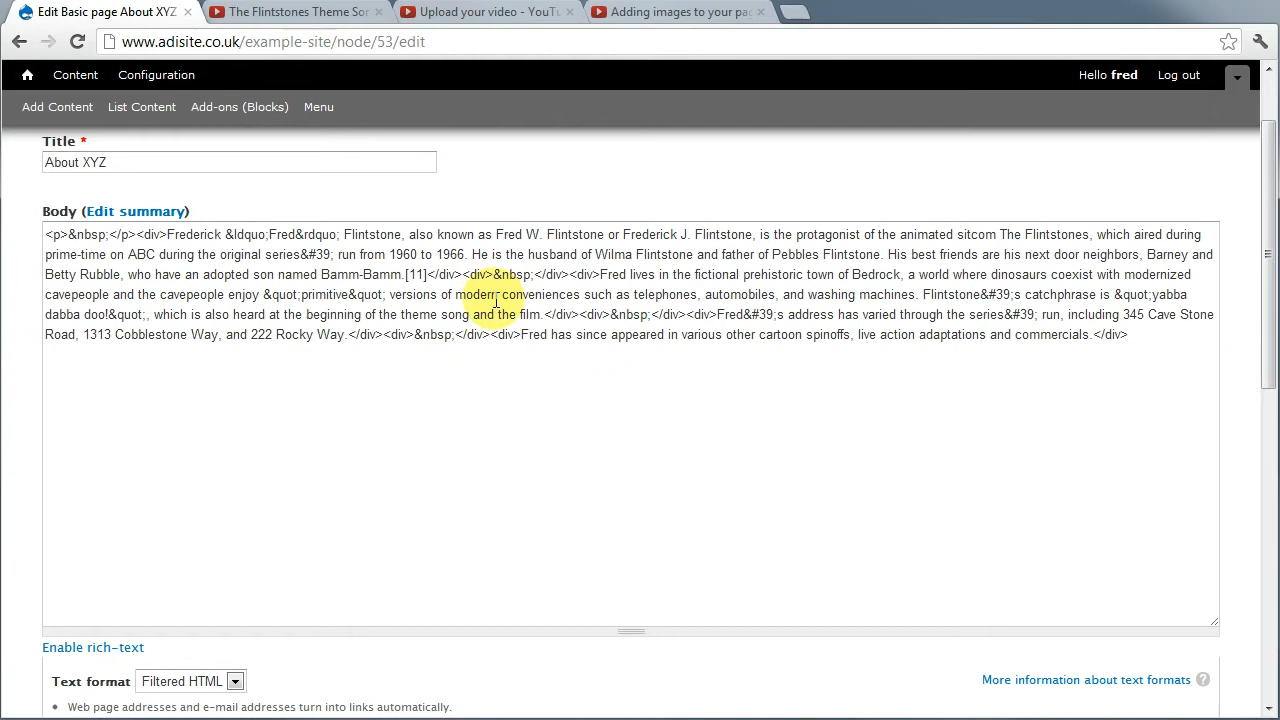 Edit Basic page About XYZ
The Flintstones Theme Sor
Upload your video - YouTu
Adding images to your pag
www.adisite.co.uk/example-site/node/53/edit
Content Configuration Hello fred Log out
Add Content List Content Add-ons (Blocks) Menu
Title *
About XYZ
Body (Edit summary)
<p>&nbsp;</p><div>Frederick &ldquo;Fred&rdquo; Flintstone, also known as Fred W. Flintstone or Frederick J. Flintstone, is the protagonist of the animated sitcom The Flintstones, which aired during
prime-time on ABC during the original series&#39; run from 1960 to 1966. He is the husband of Wilma Flintstone and father of Pebbles Flintstone. His best friends are his next door neighbors, Barney and
Betty Rubble, who have an adopted son named Bamm-Bamm.[11]</div><div>&nbsp;</div><div>Fred lives in the fictional prehistoric town of Bedrock, a world where dinosaurs coexist with modernized
cavepeople and the cavepeople enjoy &quot;primitive&quot; versions of modern conveniences such as telephones, automobiles, and washing machines. Flintstone&#39;s catchphrase is &quot;yabba
dabba doo!&quot;, which is also heard at the beginning of the theme song and the film.</div><div>&nbsp;</div><div>Fred&#39;s address has varied through the series&#39; run, including 345 Cave Stone
Road, 1313 Cobblestone Way, and 222 Rocky Way.</div><div>&nbsp;</div><div>Fred has since appeared in various other cartoon spinoffs, live action adaptations and commercials.</div>
Enable rich-text
Text format Filtered HTML More information about text formats ?
Web page addresses and e-mail addresses turn into links automatically.